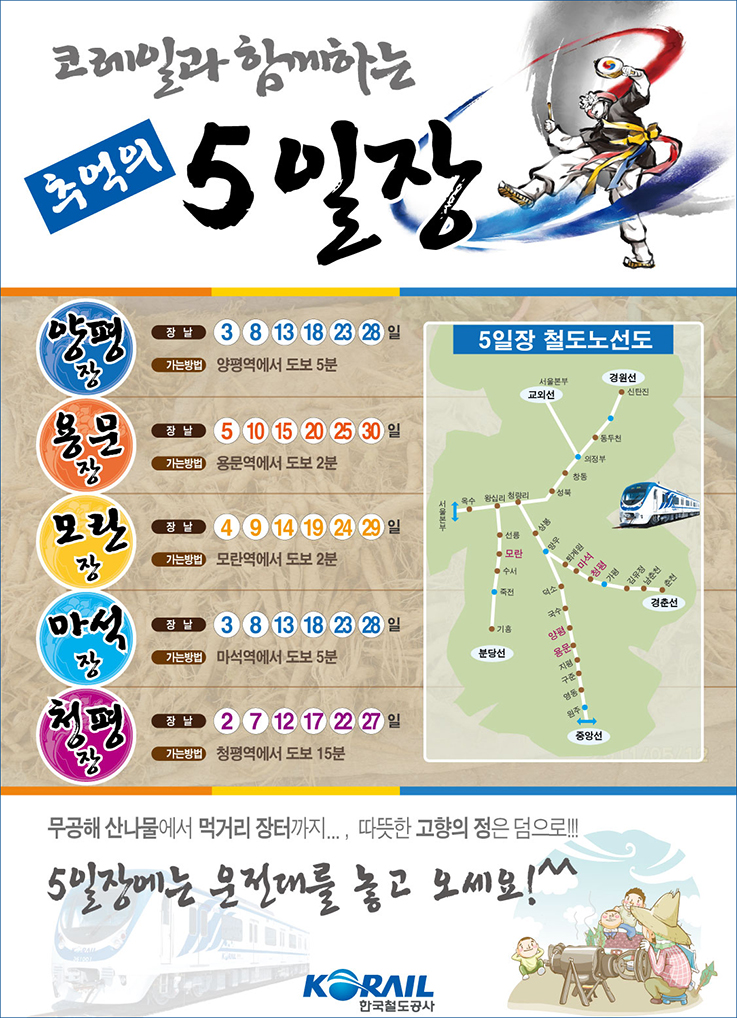 코레일과 함께하는
추억의
5일장
양평장
장 날 3 8 13 18 23 28 일
가는방법 양평역에서 도보 5분
용문장
장 날 5 10 15 20 25 30 일
가는방법 용문역에서 도보 2분
모란장
장 날 4 9 14 19 24 29 일
가는방법 모란역에서 도보 2분
마석장
장 날 3 8 13 18 23 28 일
가는방법 마석역에서 도보 5분
청평장
장 날 2 7 12 17 22 27 일
가는방법 청평역에서 도보 15분
5일장 철도노선도
서울본부
교외선
경원선
신탄진
동두천
의정부
창동
성북
서울본부
옥수
왕십리
청량리
선릉
모란
수서
죽전
기흥
분당선
상봉
망우
퇴계원
마석
청평
가평
김유정
남춘천
춘천
경춘선
덕소
국수
양평
용문
지평
구둔
양동
원주
중앙선
무공해 산나물에서 먹거리 장터까지... , 따뜻한 고향의 정은 덤으로!!!
5일장에는 운전대를 놓고 오세요!^^
KORAIL
한국철도공사